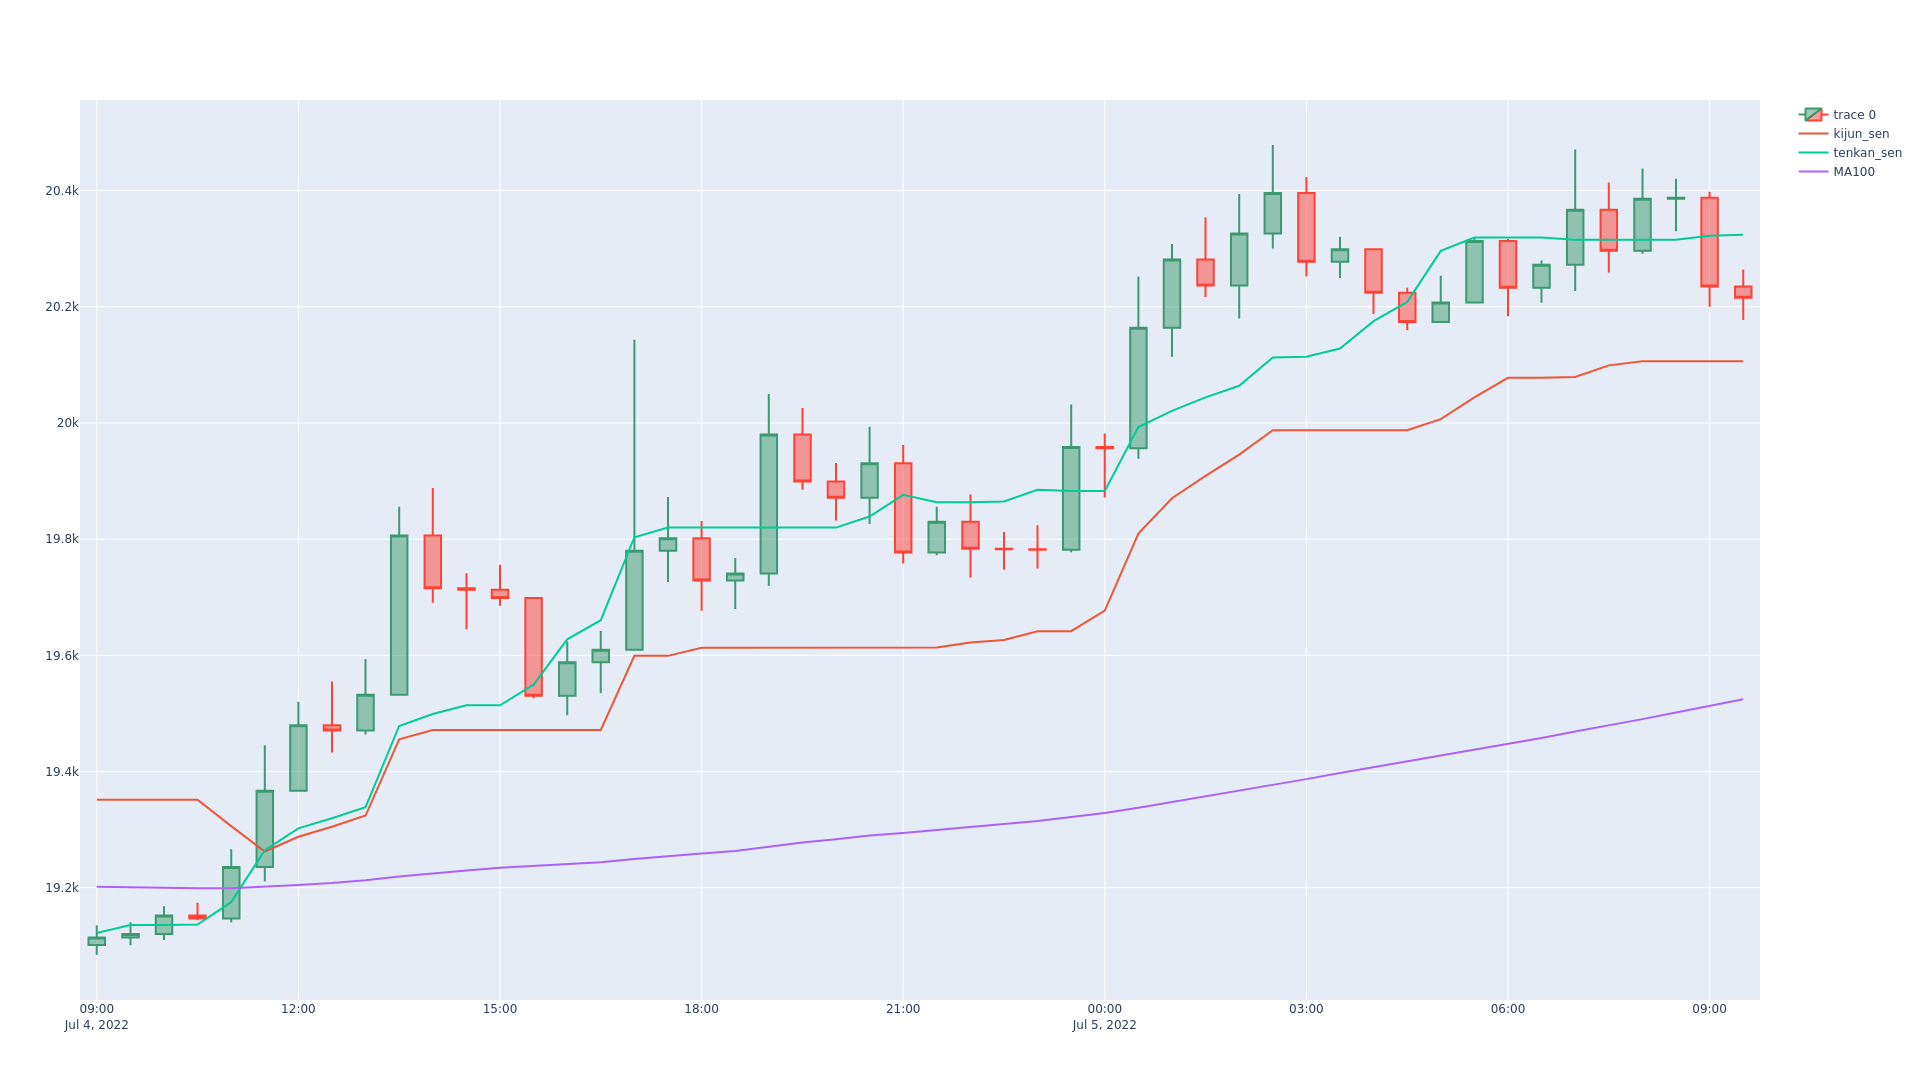 trace 0
kijun_sen
tenkan_sen
MA100
20.4k
20.2k
20k
19.8k
19.6k
19.4k
19.2k
09:00 12:00 15:00 18:00 21:00 00:00 03:00 06:00 09:00
Jul 4, 2022 Jul 5, 2022